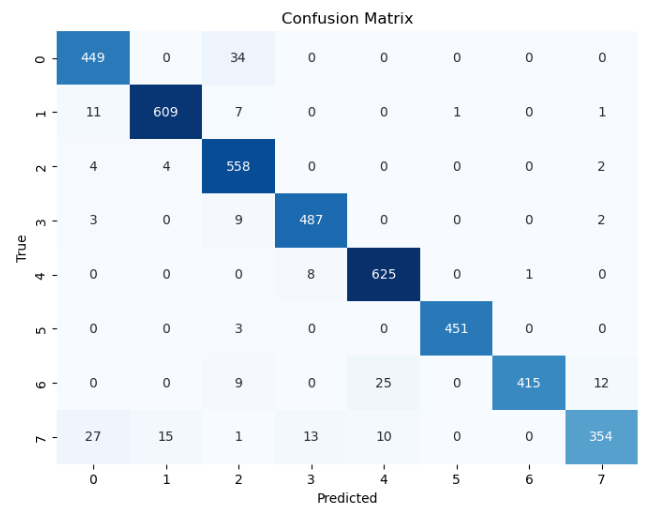 Confusion Matrix
0 449 0 34 0 0 0 0 0
1 11 609 7 0 0 1 0 1
2 4 4 558 0 0 0 0 2
3 3 0 9 487 0 0 0 2
True
4 0 0 0 8 625 0 1 0
5 0 0 3 0 0 451 0 0
6 0 0 9 0 25 0 415 12
7 27 15 1 13 10 0 0 354
0 1 2 3 4 5 6 7
Predicted